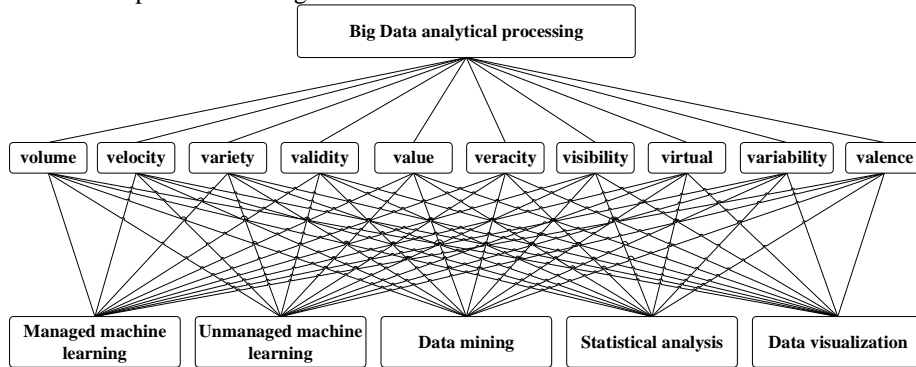 Big Data analytical processing
volume velocity variety validity value veracity visibility virtual variability valence
Managed machine
learning
Unmanaged machine
learning
Data mining
Statistical analysis
Data visualization